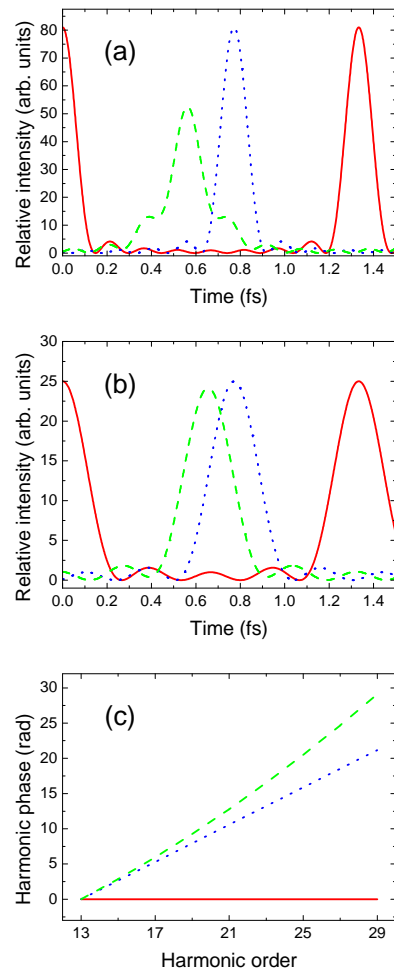 Relative intensity (arb. units)
80
70
60
50
40
30
20
10
0
(a)
0.0 0.2 0.4 0.6 0.8 1.0 1.2 1.4
Time (fs)
Relative intensity (arb. units)
25
20
15
10
5
0
(b)
0.0 0.2 0.4 0.6 0.8 1.0 1.2 1.4
Time (fs)
Harmonic phase (rad)
30
25
20
15
10
5
0
(c)
13 17 21 25 29
Harmonic order